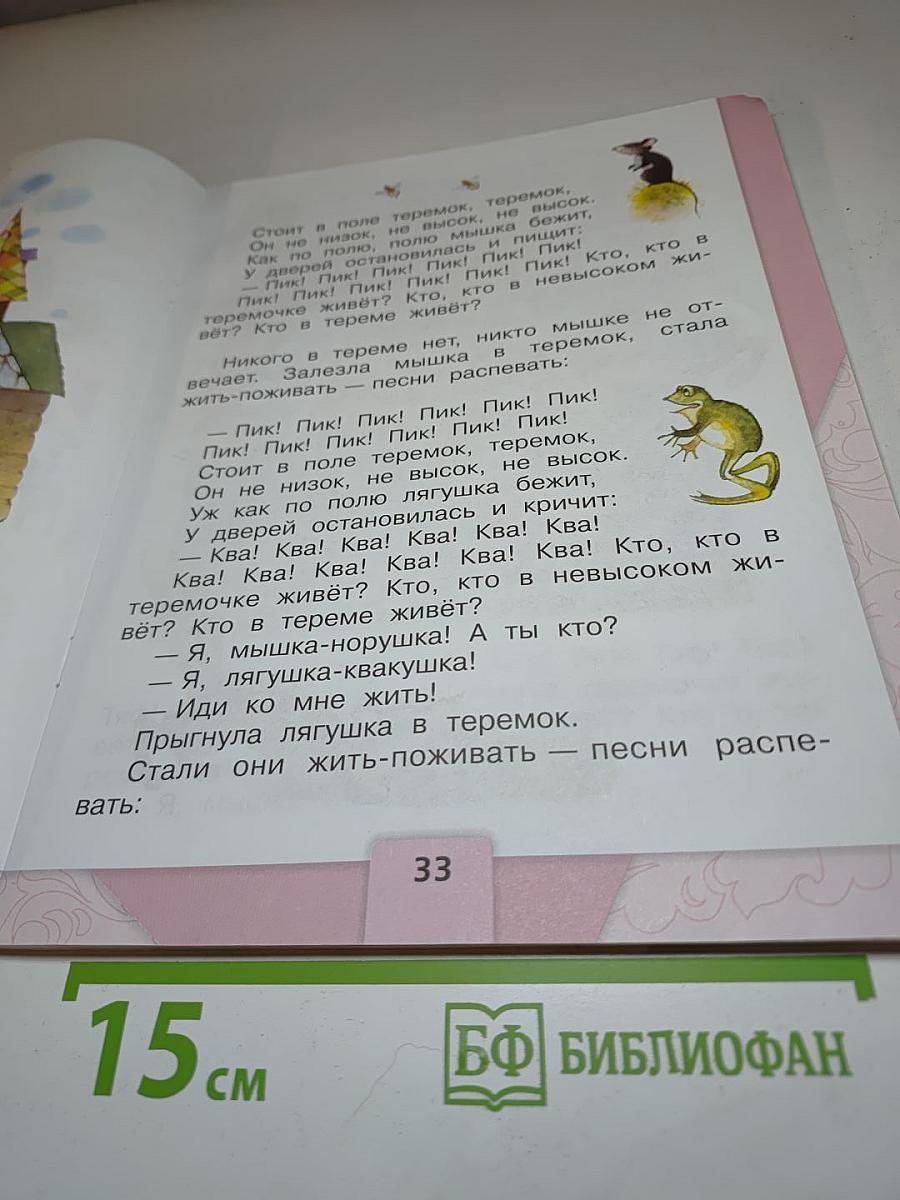 Стоит в поле теремок, теремок,
Он не низок, не высок, не высок.
Как по полю, полю мышка бежит,
У дверей остановилась и пищит:
— Пик! Пик! Пик! Пик! Пик! Пик!
Пик! Пик! Пик! Пик! Пик! Пик! Кто, кто в
теремочке живёт? Кто, кто в невысоком жи-
вёт? Кто в тереме живёт?
Никого в тереме нет, никто мышке не от-
вечает. Залезла мышка в теремок, стала
жить-поживать — песни распевать:
— Пик! Пик! Пик! Пик! Пик! Пик!
Пик! Пик! Пик! Пик! Пик! Пик!
Стоит в поле теремок, теремок,
Он не низок, не высок, не высок.
Уж как по полю лягушка бежит,
У дверей остановилась и кричит:
— Ква! Ква! Ква! Ква! Ква! Ква!
Ква! Ква! Ква! Ква! Ква! Ква! Кто, кто в
теремочке живёт? Кто, кто в невысоком жи-
вёт? Кто в тереме живёт?
— Я, мышка-норушка! А ты кто?
— Я, лягушка-квакушка!
— Иди ко мне жить!
Прыгнула лягушка в теремок.
Стали они жить-поживать — песни распе-
вать:
33
15 см
БФ БИБЛИОФАН